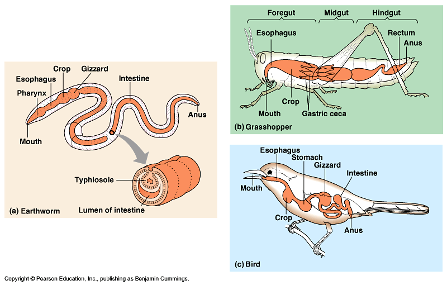 Crop
Gizzard
Esophagus
Intestine
Pharynx
Anus
Mouth
Typhlosole
Lumen of intestine
(a) Earthworm
Foregut
Midgut
Hindgut
Esophagus
Rectum
Anus
Crop
Mouth
Gastric ceca
(b) Grasshopper
Esophagus
Stomach
Gizzard
Intestine
Mouth
Crop
Anus
(c) Bird
Copyright © Pearson Education, Inc., publishing as Benjamin Cummings.